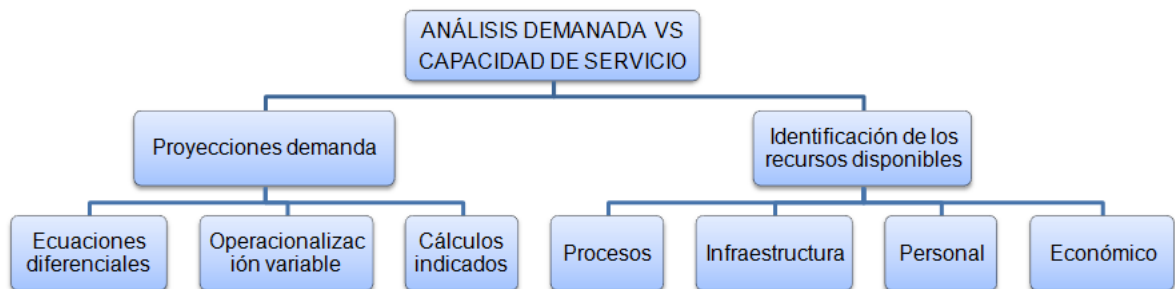 ANÁLISIS DEMANADA VS
CAPACIDAD DE SERVICIO
Proyecciones demanda
Identificación de los
recursos disponibles
Ecuaciones
diferenciales
Operacionalizac
ión variable
Cálculos
indicados
Procesos
Infraestructura
Personal
Económico